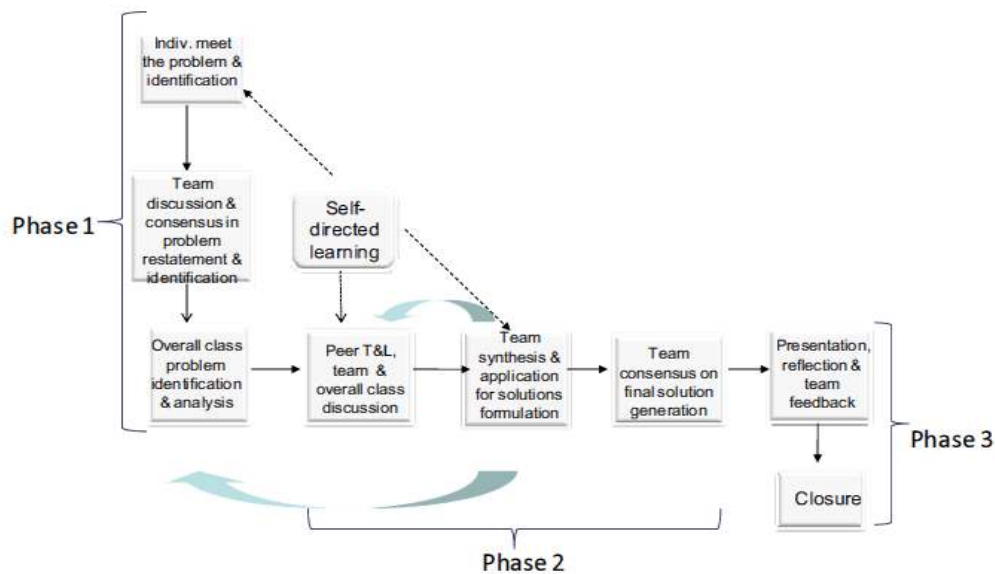 Indiv. meet
the problem &
identification
Phase 1
Team
discussion &
consensus in
problem
restatement &
identification
Self-
directed
learning
Overall class
problem
identification
& analysis
Peer T&L,
team &
overall class
discussion
Team
synthesis &
application
for solutions
formulation
Team
consensus on
final solution
generation
Presentation,
reflection &
team
feedback
Phase 3
Closure
Phase 2